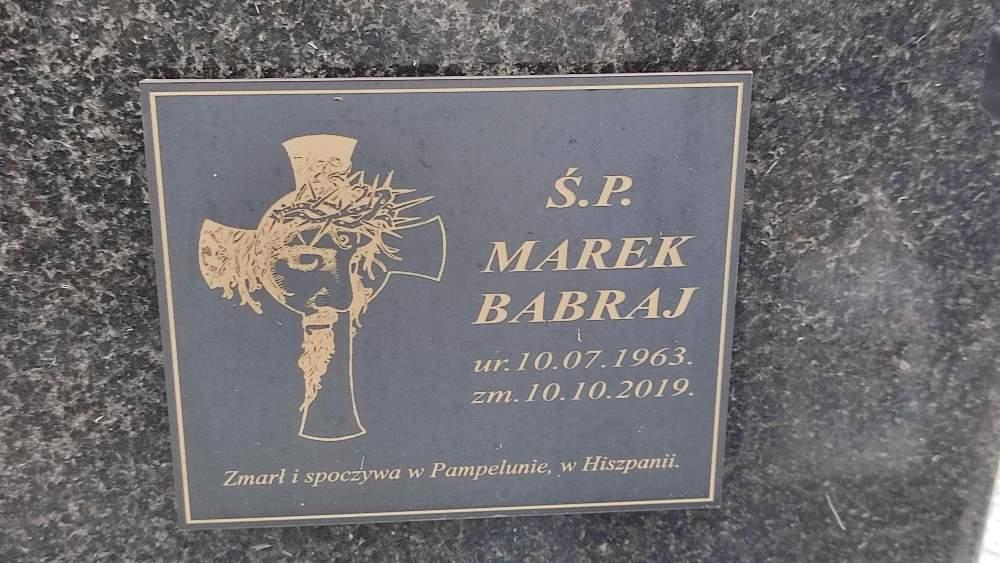 Ś.P.
MAREK
BABRAJ
ur.10.07.1963.
zm.10.10.2019.
Zmarł i spoczywa w Pampelunie, w Hiszpanii.